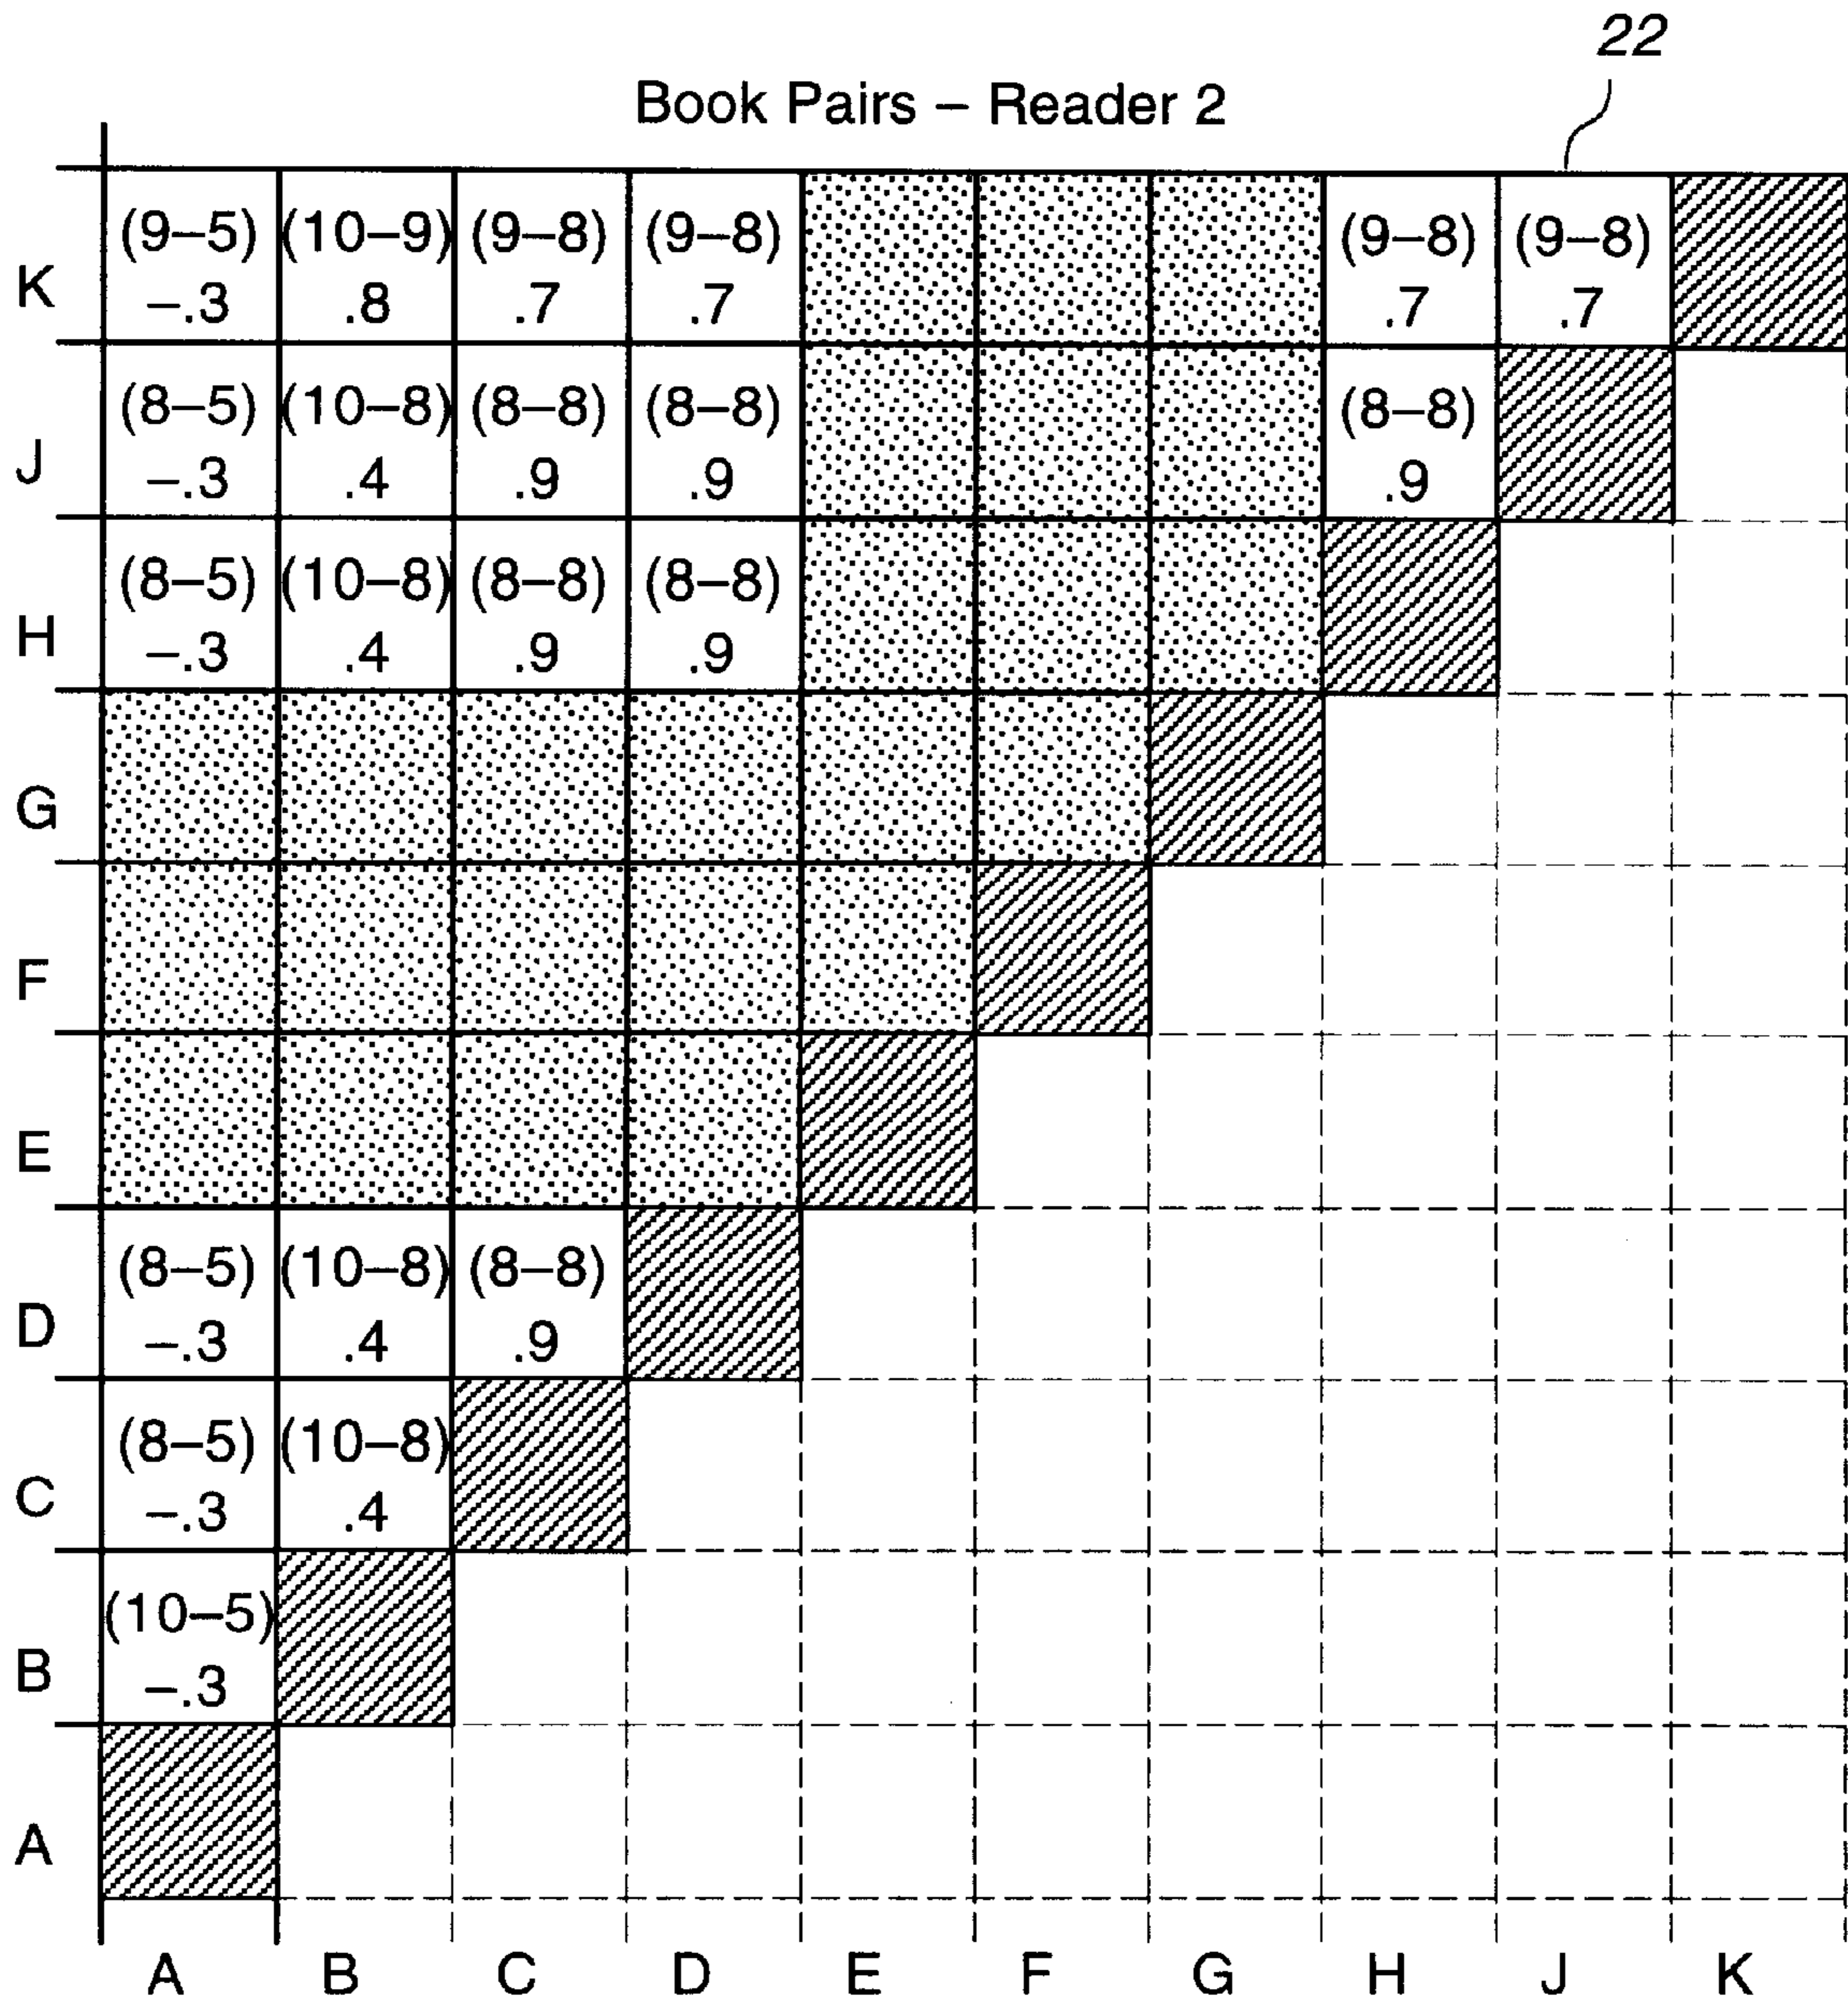 22
Book Pairs – Reader 2
K (9–5) (10–9) (9–8) (9–8) (9–8) (9–8)
–.3 .8 .7 .7 .7 .7
J (8–5) (10–8) (8–8) (8–8) (8–8)
–.3 .4 .9 .9 .9
H (8–5) (10–8) (8–8) (8–8)
–.3 .4 .9 .9
G
F
E
D (8–5) (10–8) (8–8)
–.3 .4 .9
C (8–5) (10–8)
–.3 .4
B (10–5)
–.3
A
A B C D E F G H J K